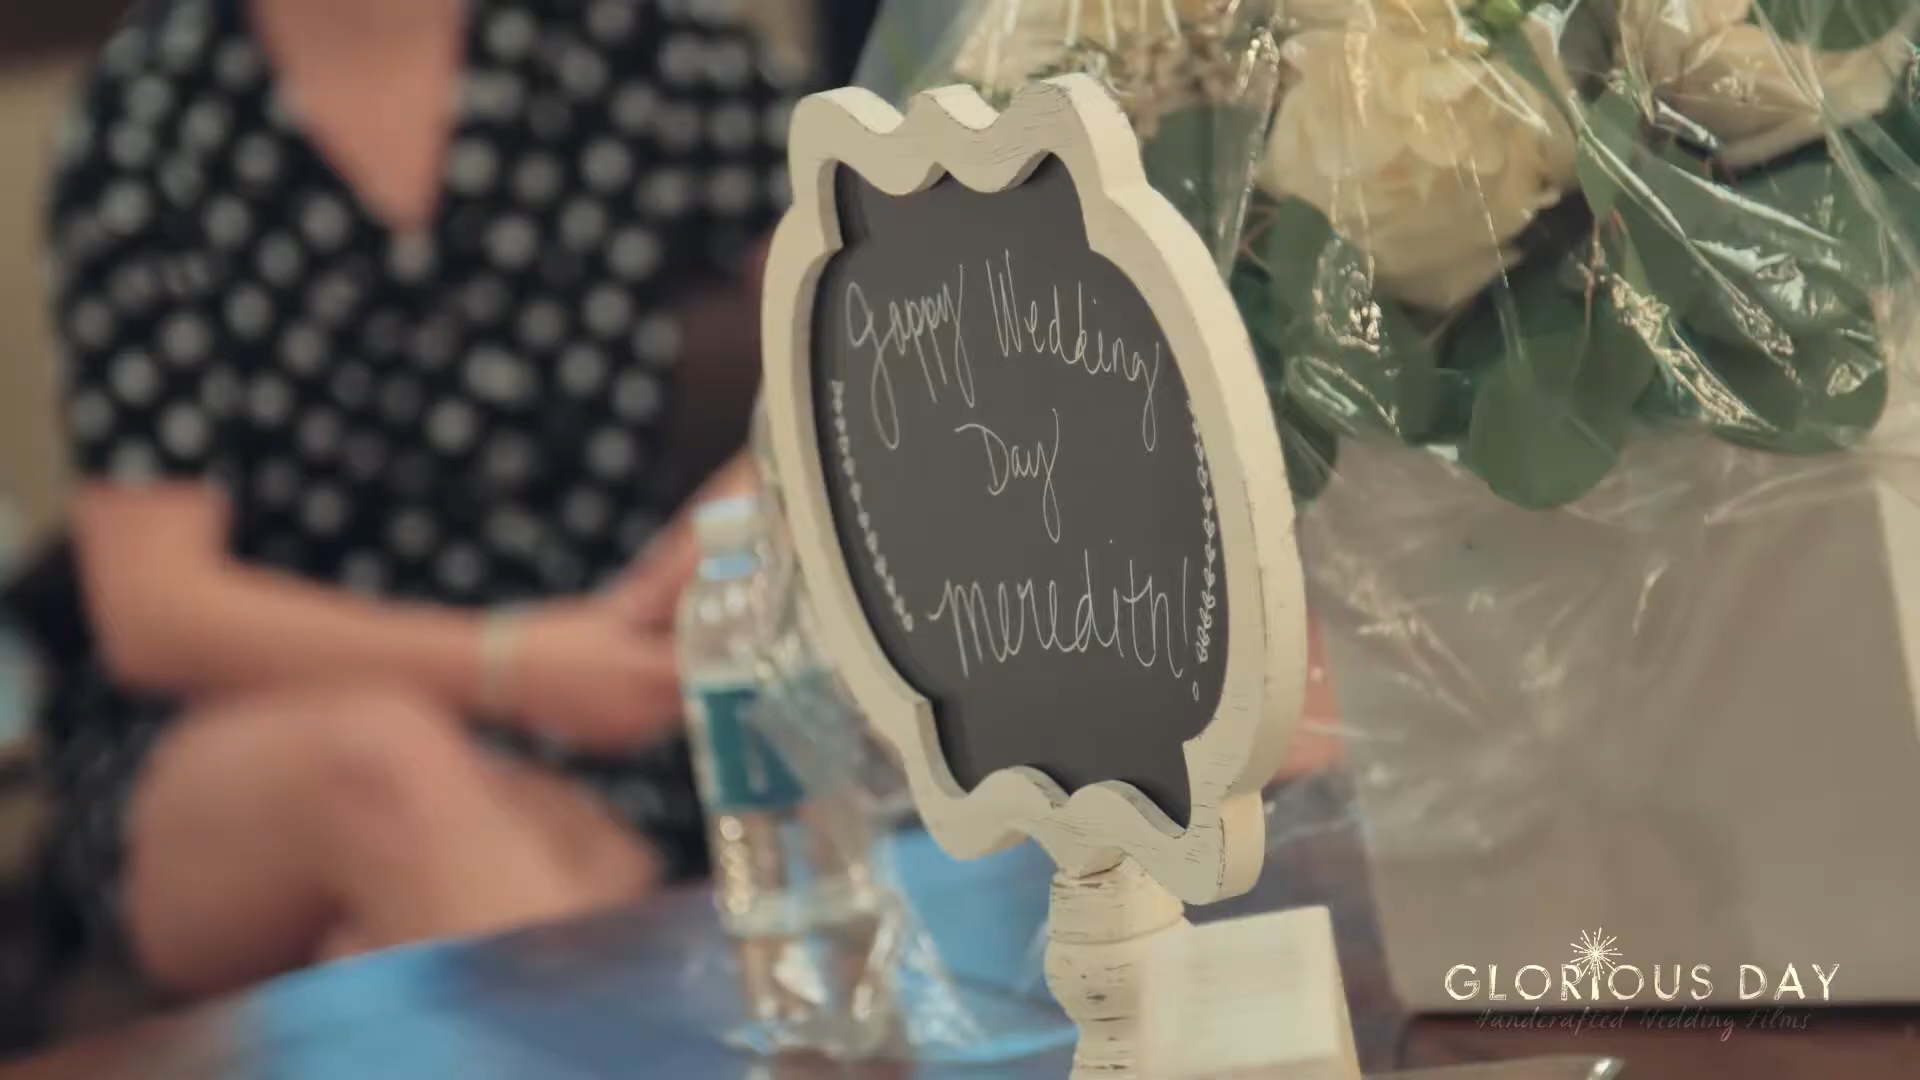 Happy Wedding
Day
meredith!
GLORIOUS DAY
Handcrafted Wedding Films